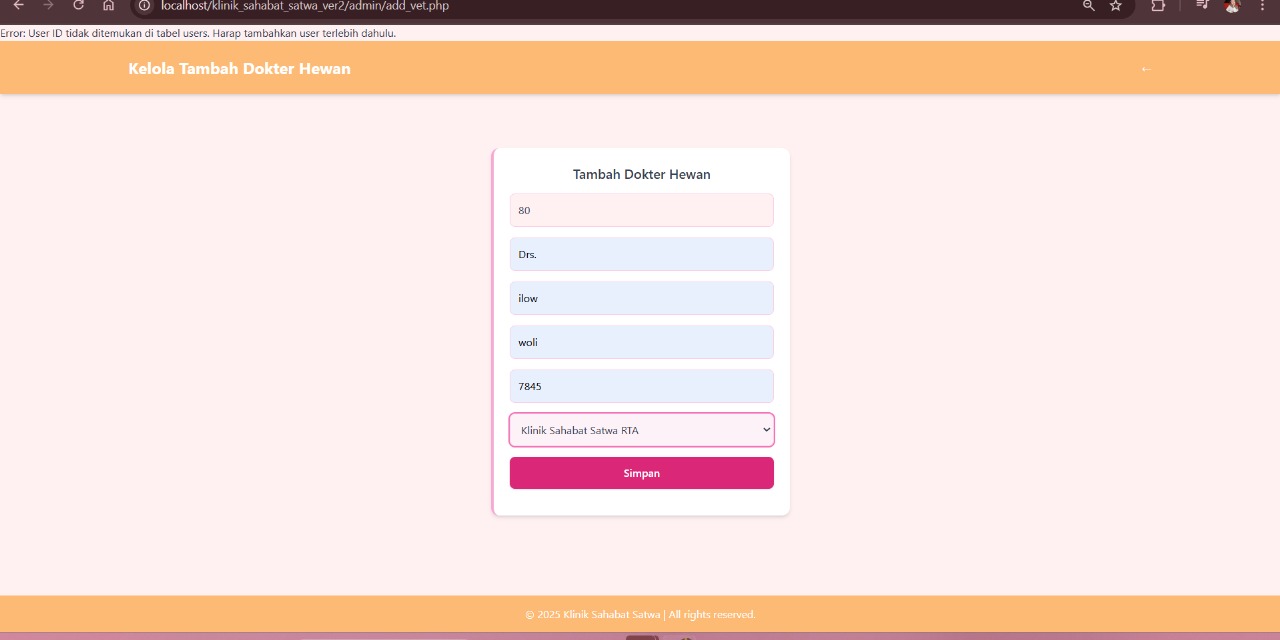 localhost/klinik_sahabat_satwa_ver2/admin/add_vet.php
Error: User ID tidak ditemukan di tabel users. Harap tambahkan user terlebih dahulu.
Kelola Tambah Dokter Hewan ←
Tambah Dokter Hewan
80
Drs.
ilow
woli
7845
Klinik Sahabat Satwa RTA
Simpan
© 2025 Klinik Sahabat Satwa | All rights reserved.